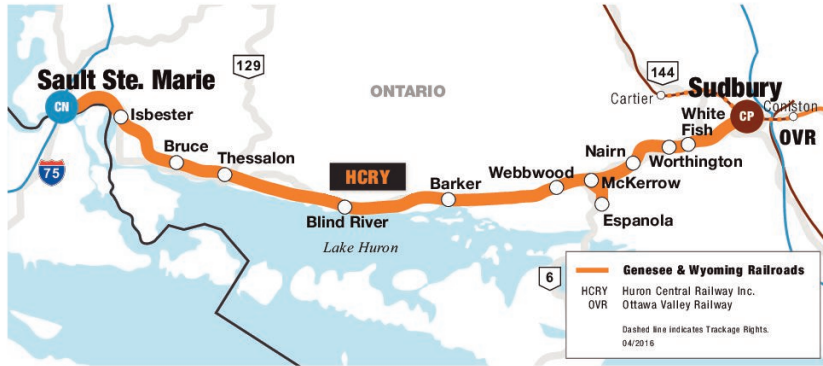 129
144
Sault Ste. Marie
ONTARIO
Cartier
Sudbury
CN
Isbester
White
Fish
CP
Coniston
OVR
Bruce
Thessalon
Nairn
Worthington
75
HCRY
Barker
Webbwood
McKerrow
Blind River
Espanola
Lake Huron
6
Genesee & Wyoming Railroads
HCRY Huron Central Railway Inc.
OVR Ottawa Valley Railway
Dashed line indicates Trackage Rights.
04/2016